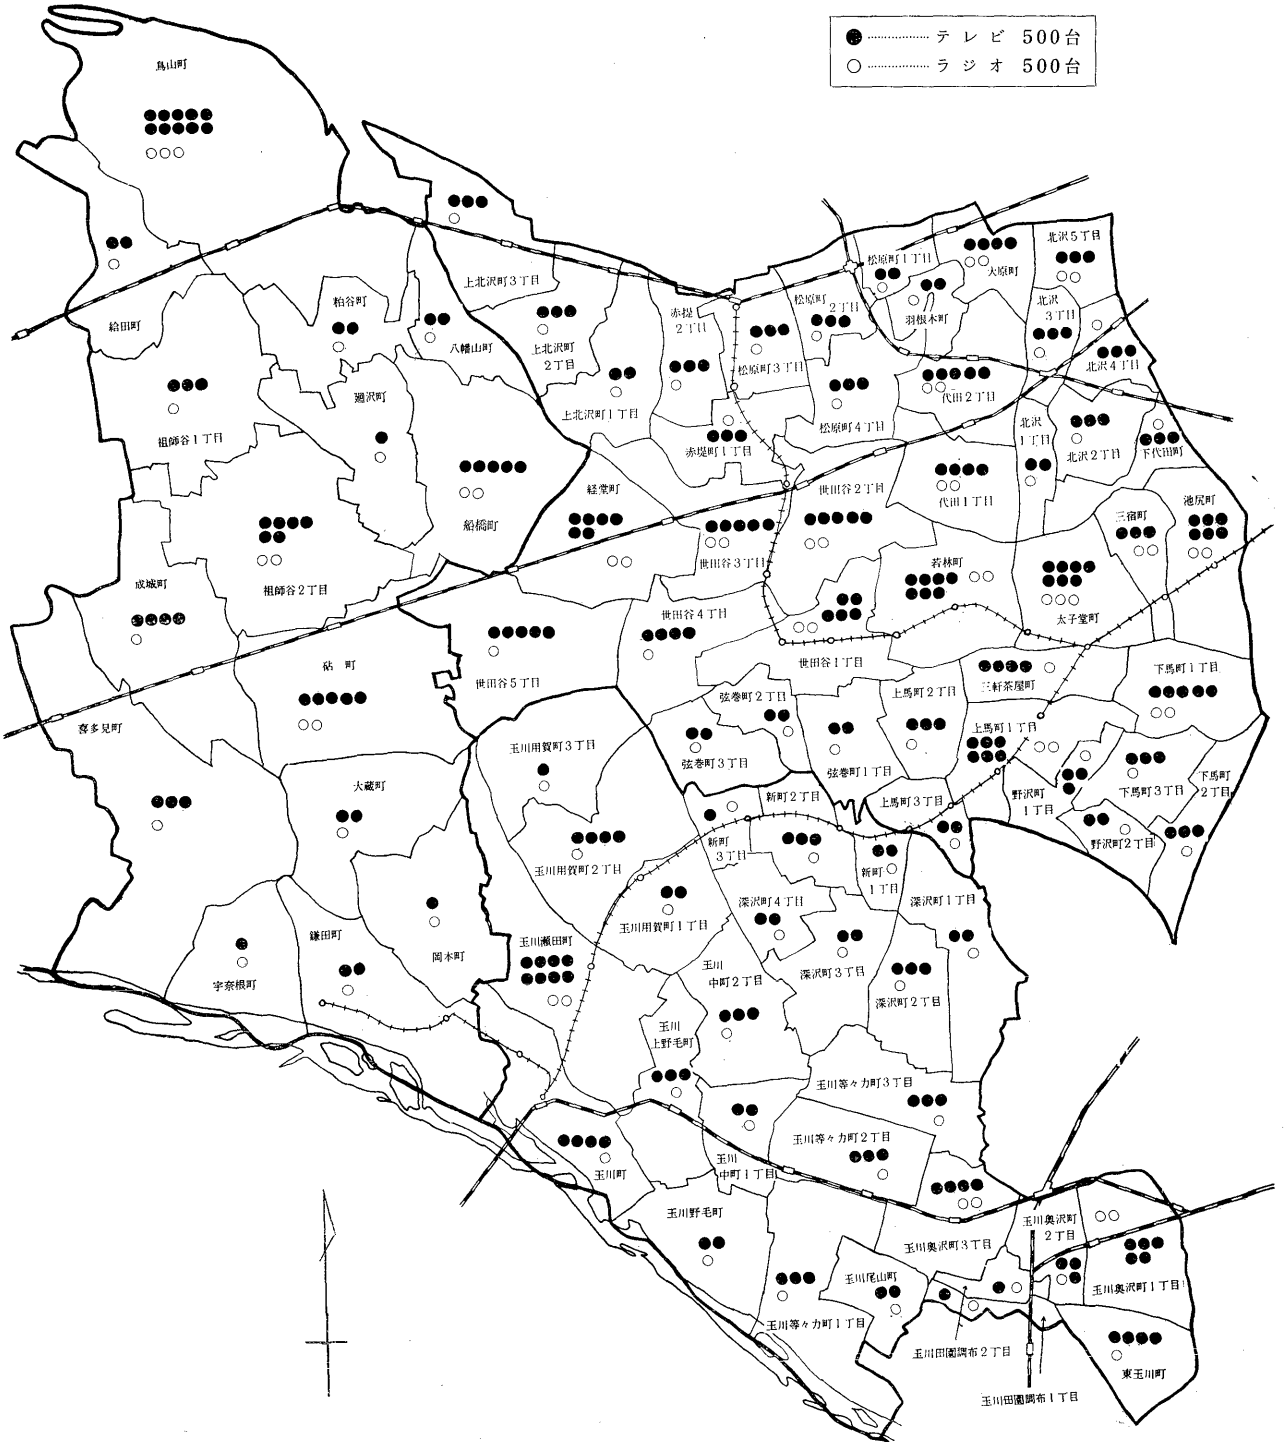 テレビ 500台
ラジオ 500台
烏山町
給田町
粕谷町
八幡山町
上北沢町3丁目
上北沢町
2丁目
上北沢町1丁目
赤堤
2丁目
赤堤町1丁目
松原町3丁目
松原町
2丁目
松原町1丁目
松原町4丁目
羽根木町
大原町
北沢5丁目
北沢
3丁目
北沢4丁目
代田2丁目
北沢
1丁目
北沢2丁目
下代田町
代田1丁目
池尻町
三宿町
祖師谷1丁目
廻沢町
船橋町
経堂町
世田谷2丁目
世田谷3丁目
若林町
太子堂町
成城町
祖師谷2丁目
世田谷4丁目
世田谷1丁目
世田谷5丁目
砧町
喜多見町
三軒茶屋町
下馬町1丁目
弦巻町2丁目
上馬町2丁目
上馬町1丁目
弦巻町3丁目
弦巻町1丁目
玉川用賀町3丁目
大蔵町
新町2丁目
上馬町3丁目
野沢町
1丁目
下馬町3丁目
下馬町
2丁目
野沢町2丁目
新町
3丁目
新町
1丁目
玉川用賀町2丁目
深沢町4丁目
深沢町1丁目
玉川用賀町1丁目
玉川瀬田町
鎌田町
岡本町
宇奈根町
深沢町3丁目
深沢町2丁目
玉川
中町2丁目
玉川
上野毛町
玉川等々力町3丁目
玉川等々力町2丁目
玉川町
玉川
中町1丁目
玉川野毛町
玉川奥沢町3丁目
玉川奥沢町
2丁目
玉川奥沢町1丁目
玉川尾山町
玉川等々力町1丁目
玉川田園調布2丁目
玉川田園調布1丁目
東玉川町